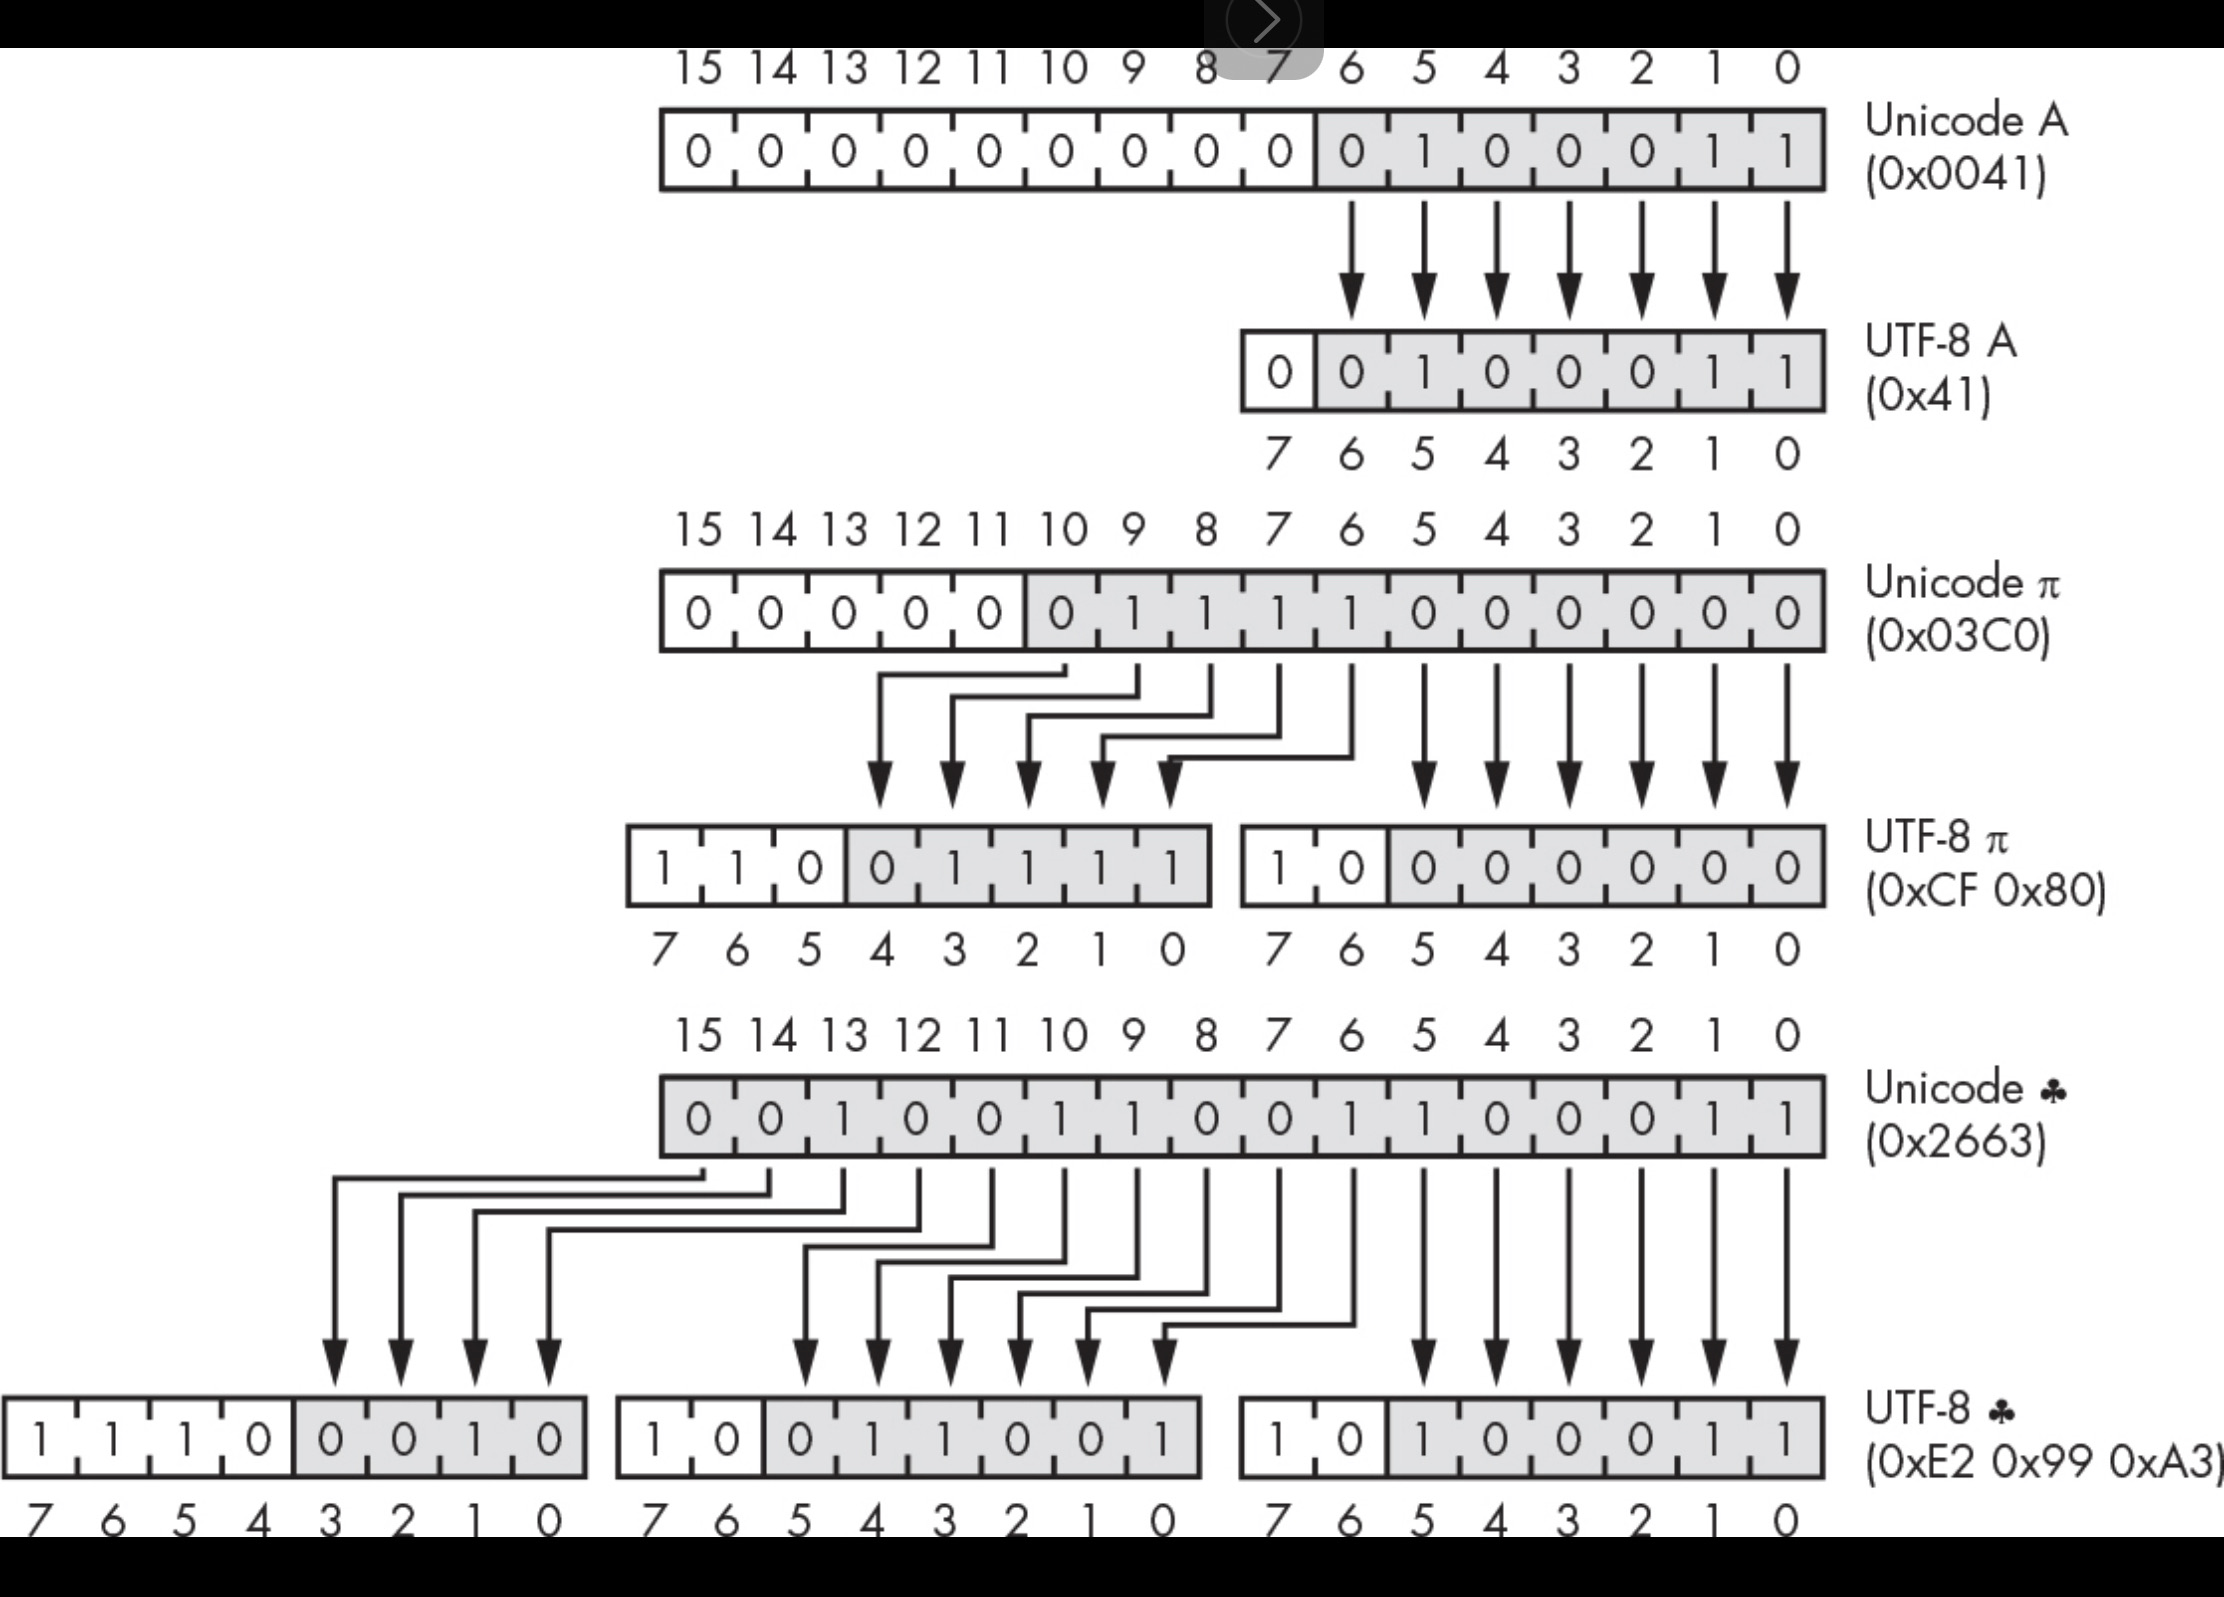 15 14 13 12 11 10 9 8 7 6 5 4 3 2 1 0
0 0 0 0 0 0 0 0 0 0 1 0 0 0 1 1
Unicode A
(0x0041)
0 0 1 0 0 0 1 1
UTF-8 A
(0x41)
7 6 5 4 3 2 1 0
15 14 13 12 11 10 9 8 7 6 5 4 3 2 1 0
0 0 0 0 0 0 1 1 1 1 0 0 0 0 0 0
Unicode π
(0x03C0)
1 1 0 0 1 1 1 1 1 0 0 0 0 0 0 0
UTF-8 π
(0xCF 0x80)
7 6 5 4 3 2 1 0 7 6 5 4 3 2 1 0
15 14 13 12 11 10 9 8 7 6 5 4 3 2 1 0
0 0 1 0 0 1 1 0 0 1 1 0 0 0 1 1
Unicode ♣
(0x2663)
1 1 1 0 0 0 1 0 1 0 0 1 1 0 0 1 1 0 1 0 0 0 1 1
UTF-8 ♣
(0xE2 0x99 0xA3)
7 6 5 4 3 2 1 0 7 6 5 4 3 2 1 0 7 6 5 4 3 2 1 0